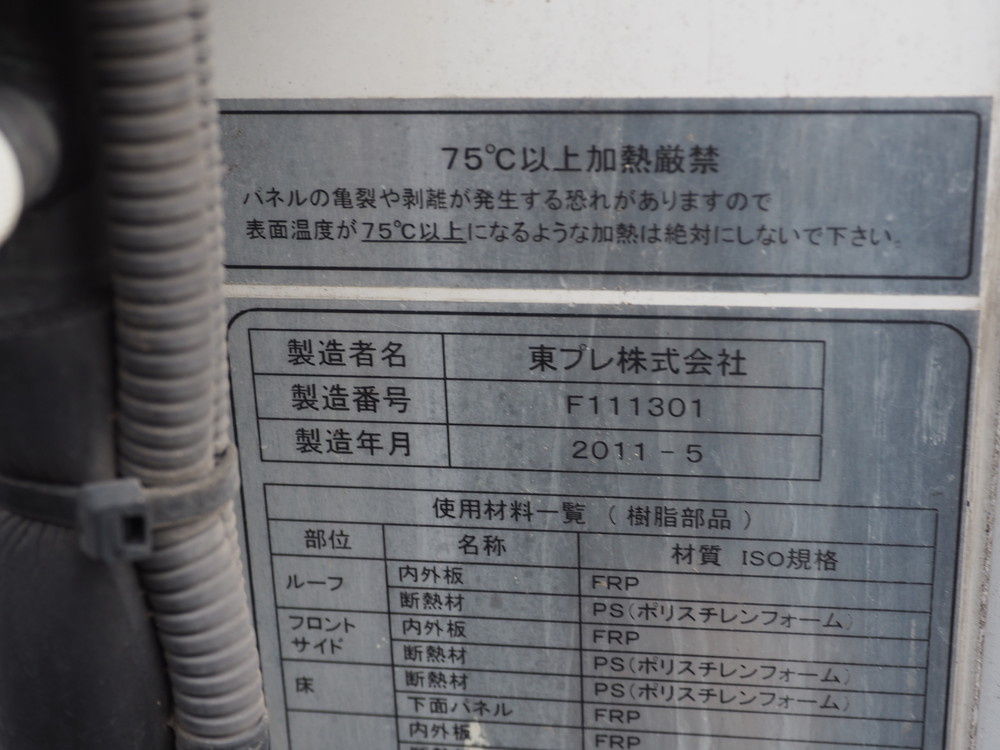 75℃以上加熱厳禁
パネルの亀裂や剥離が発生する恐れがありますので
表面温度が75℃以上になるような加熱は絶対にしないで下さい。
製造者名 東プレ株式会社
製造番号 F111301
製造年月 2011-5
使用材料一覧 (樹脂部品)
部位 名称 材質 ISO規格
ルーフ 内外板 FRP
断熱材 PS(ポリスチレンフォーム)
フロント サイド 内外板 FRP
断熱材 PS(ポリスチレンフォーム)
床 断熱材 PS(ポリスチレンフォーム)
下面パネル FRP
内外板 FRP